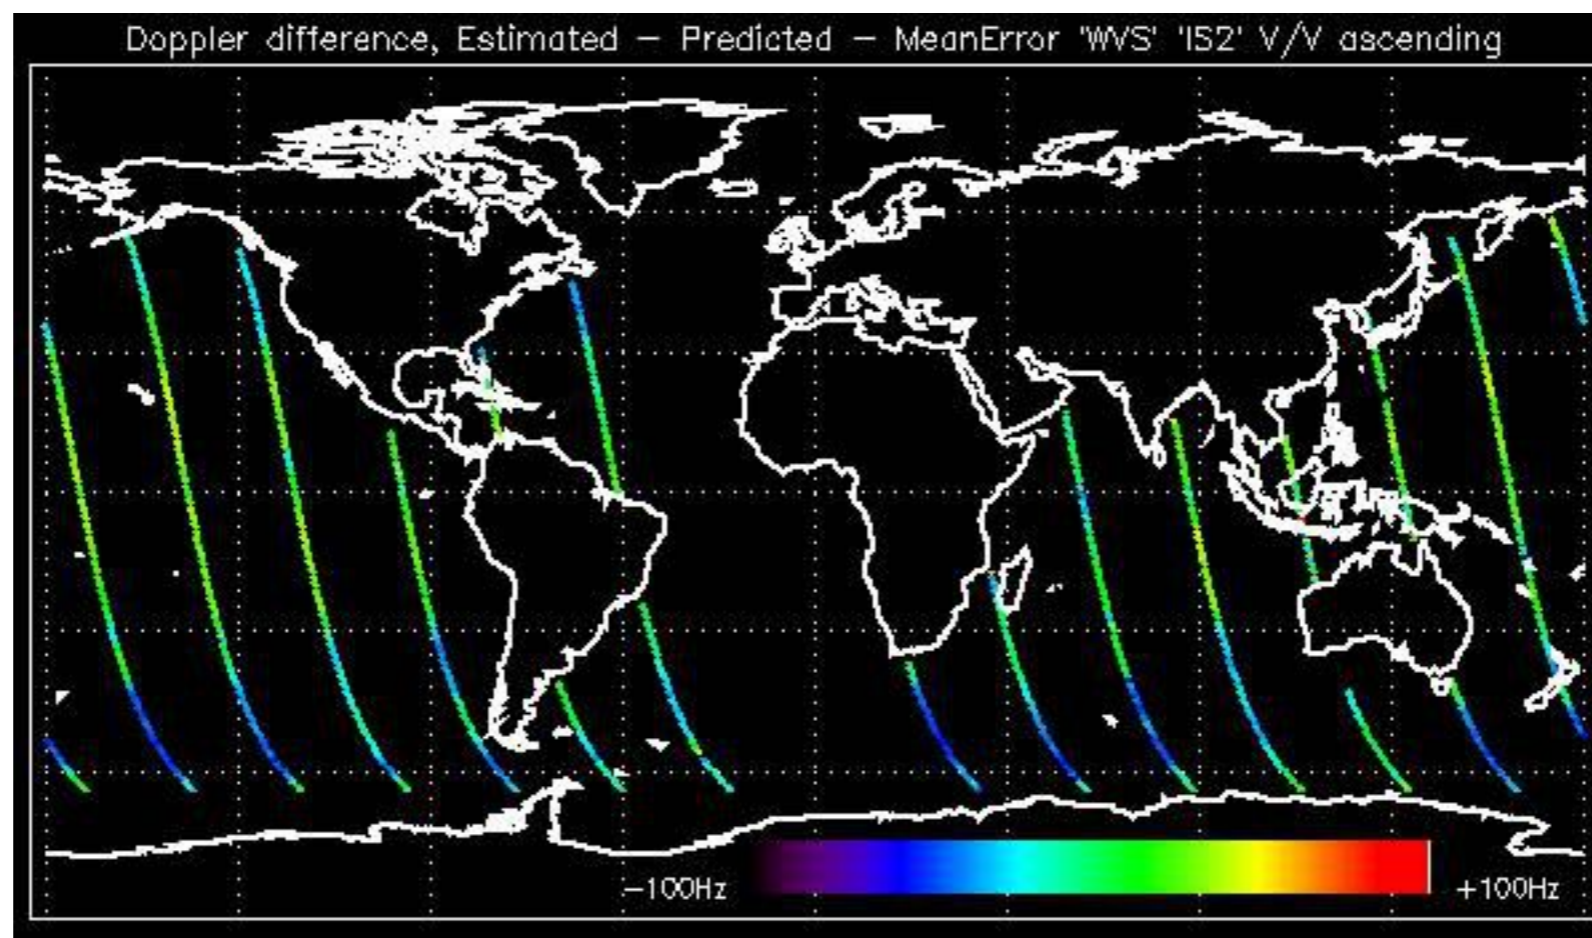 Doppler difference, Estimated – Predicted – MeanError 'WVS' 'IS2' V/V ascending
–100Hz
+100Hz